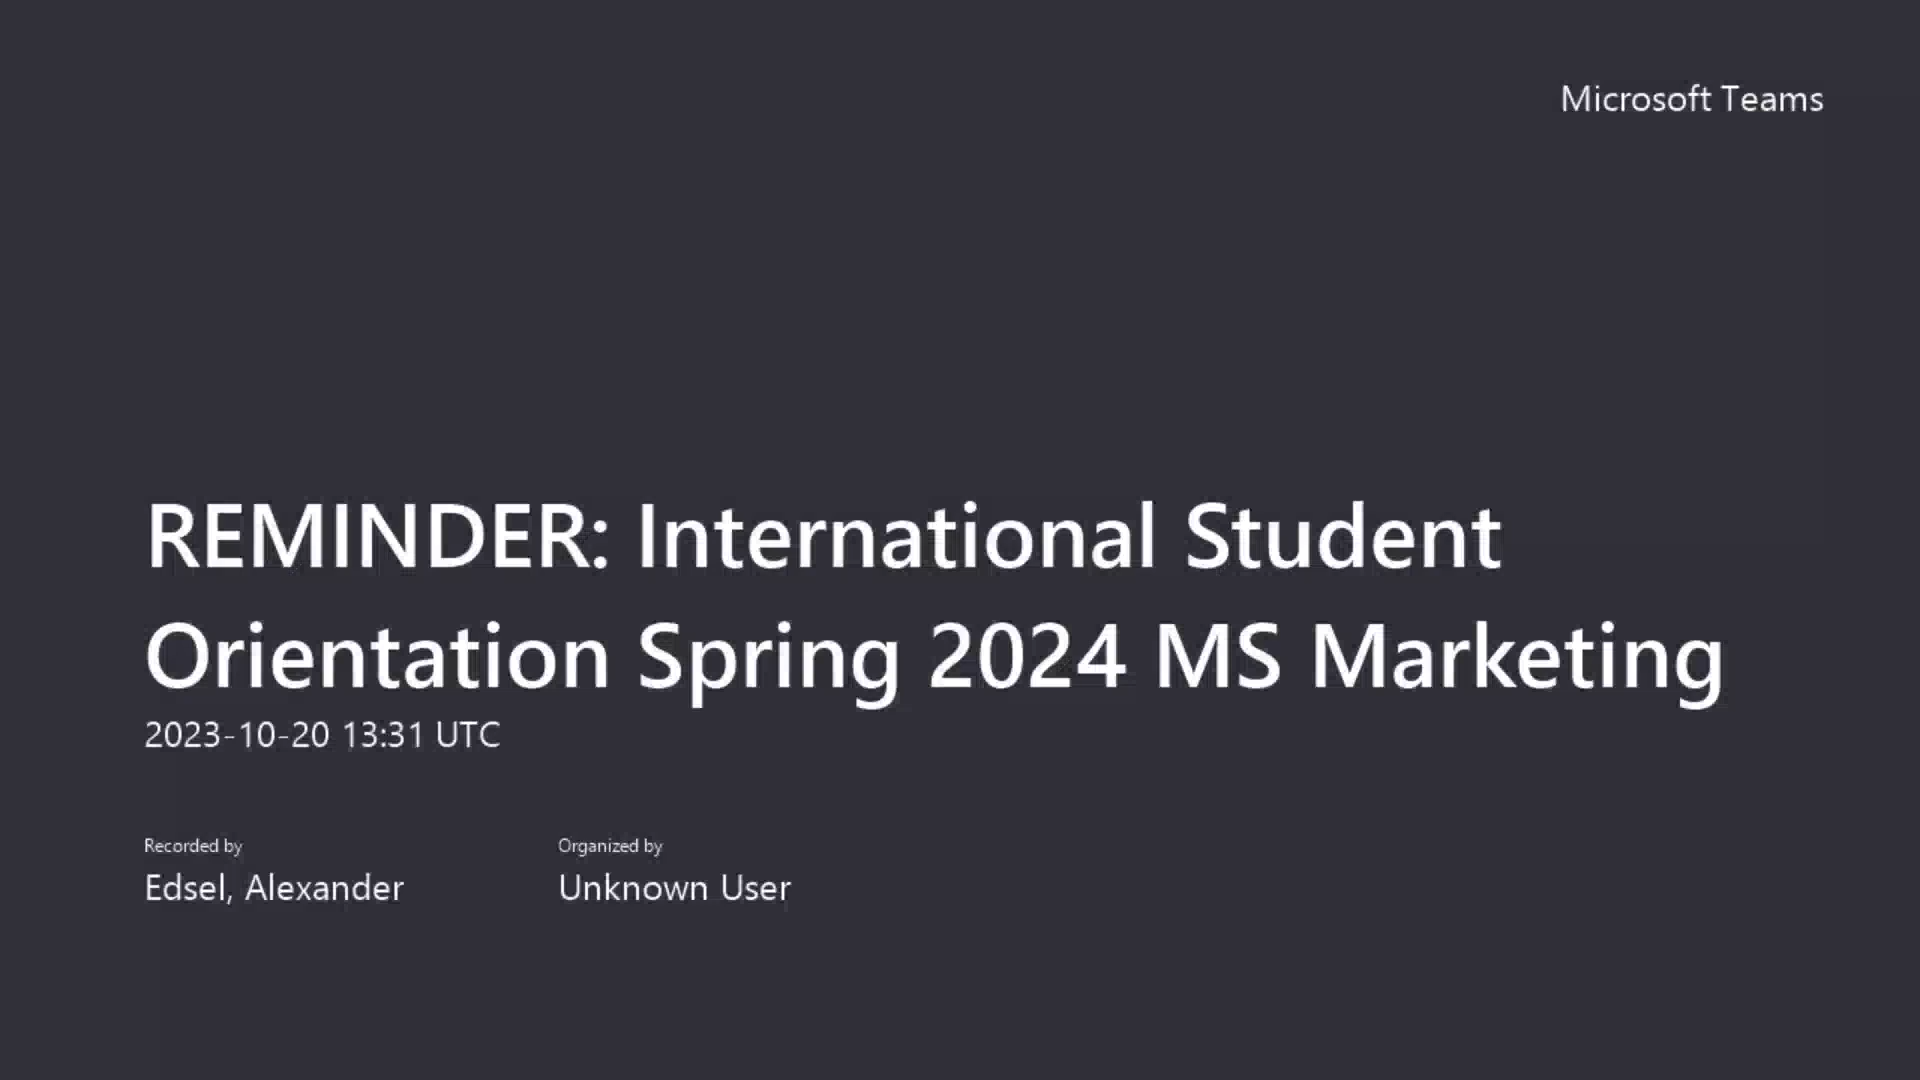 Microsoft Teams
REMINDER: International Student
Orientation Spring 2024 MS Marketing
2023-10-20 13:31 UTC
Recorded by
Organized by
Edsel, Alexander
Unknown User